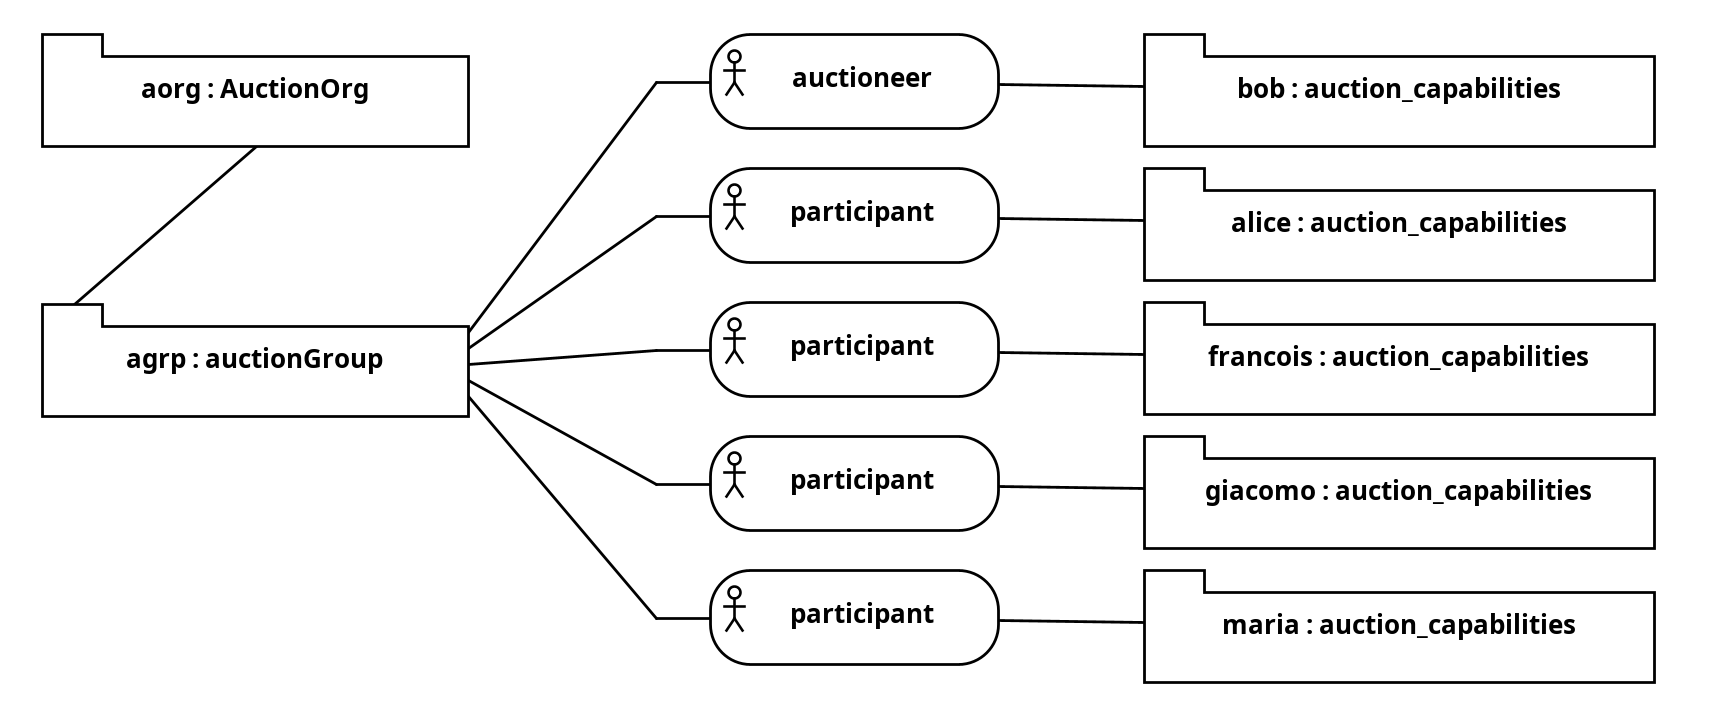 aorg : AuctionOrg
agrp : auctionGroup
auctioneer
participant
participant
participant
participant
bob : auction_capabilities
alice : auction_capabilities
francois : auction_capabilities
giacomo : auction_capabilities
maria : auction_capabilities